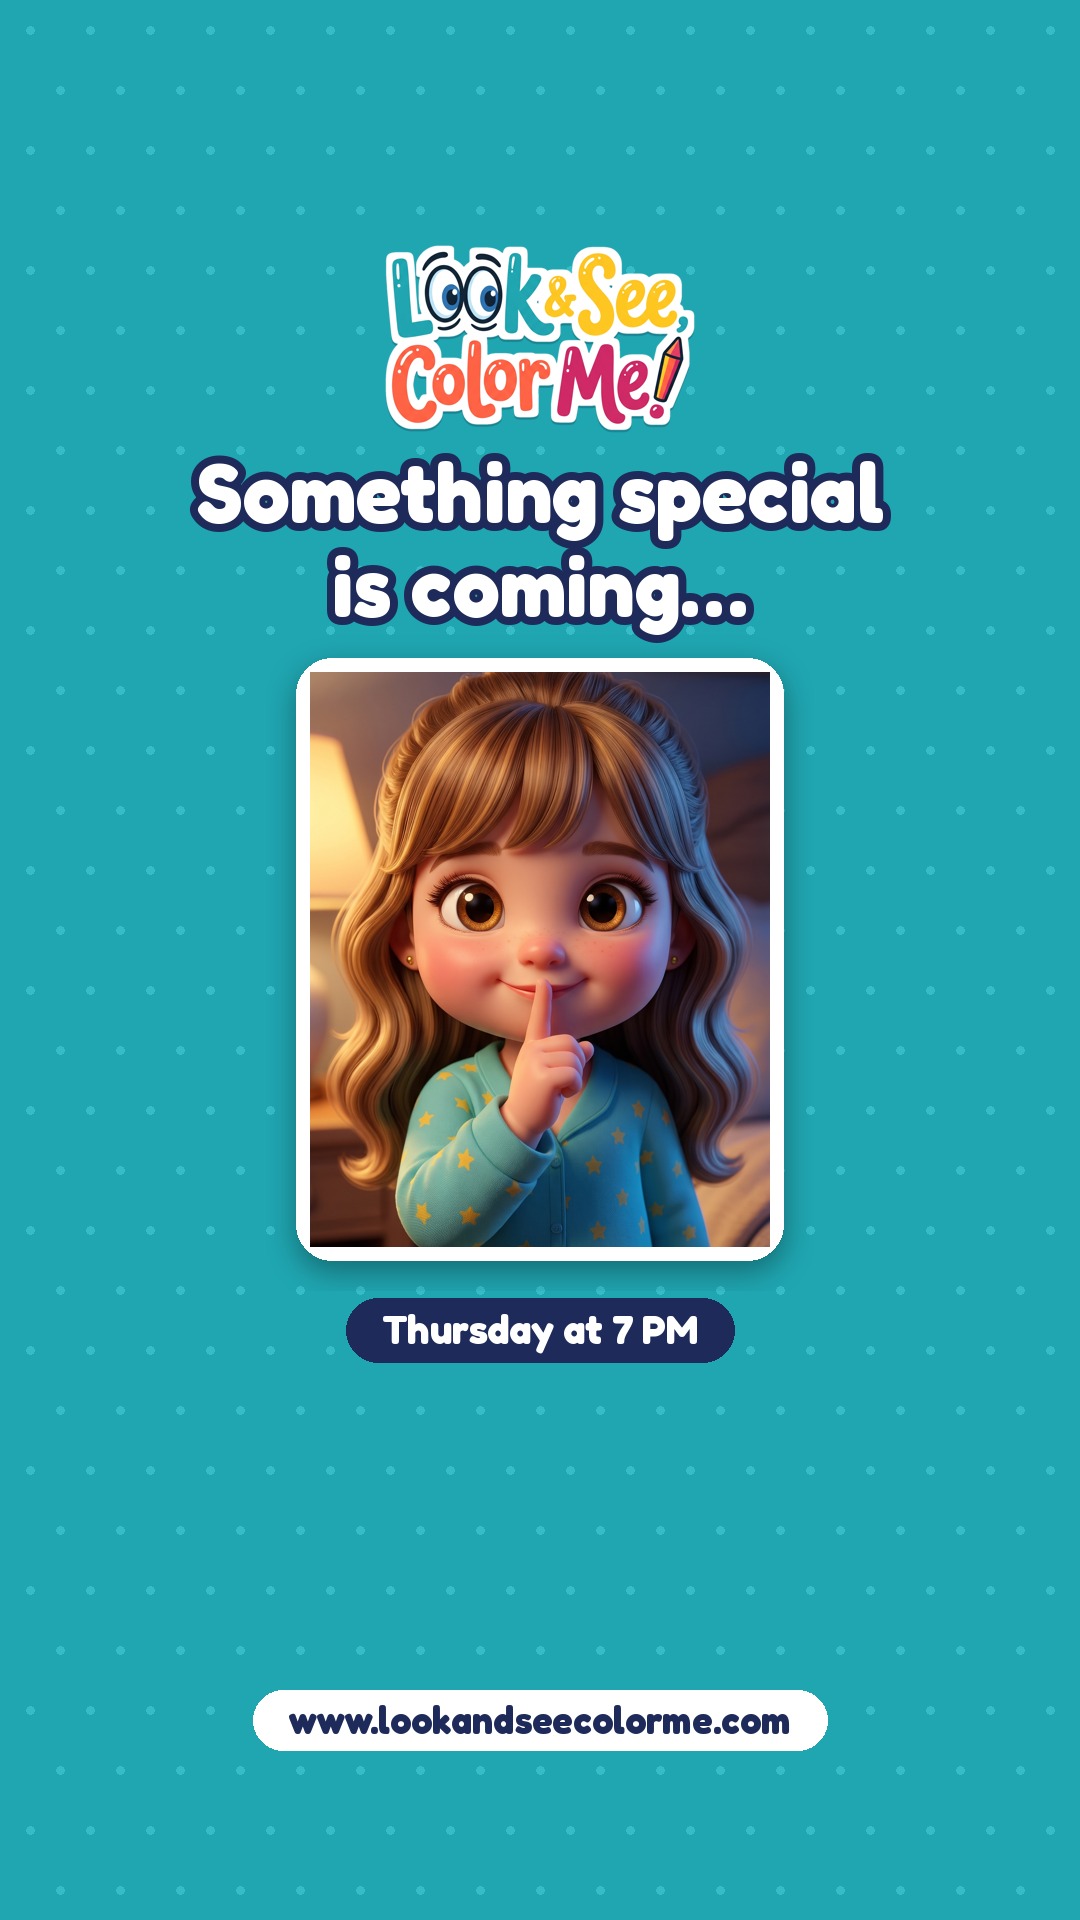 Look & See,
Color Me!
Something special
is coming...
Thursday at 7 PM
www.lookandseecolorme.com